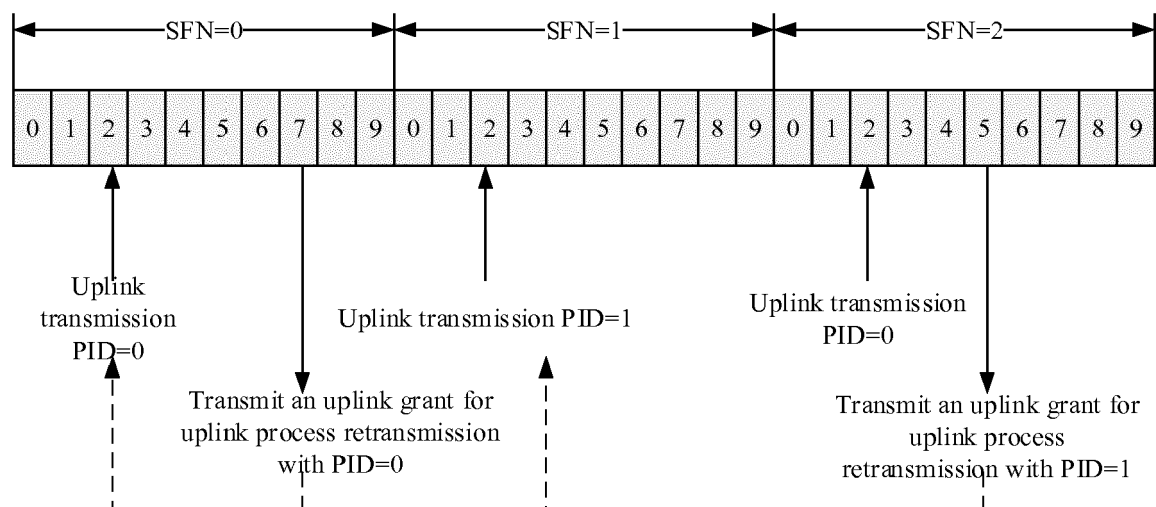 SFN=0 SFN=1 SFN=2
0 1 2 3 4 5 6 7 8 9 0 1 2 3 4 5 6 7 8 9 0 1 2 3 4 5 6 7 8 9
Uplink
transmission
PID=0
Uplink transmission PID=1
Uplink transmission
PID=0
Transmit an uplink grant for
uplink process retransmission
with PID=0
Transmit an uplink grant for
uplink process
retransmission with PID=1